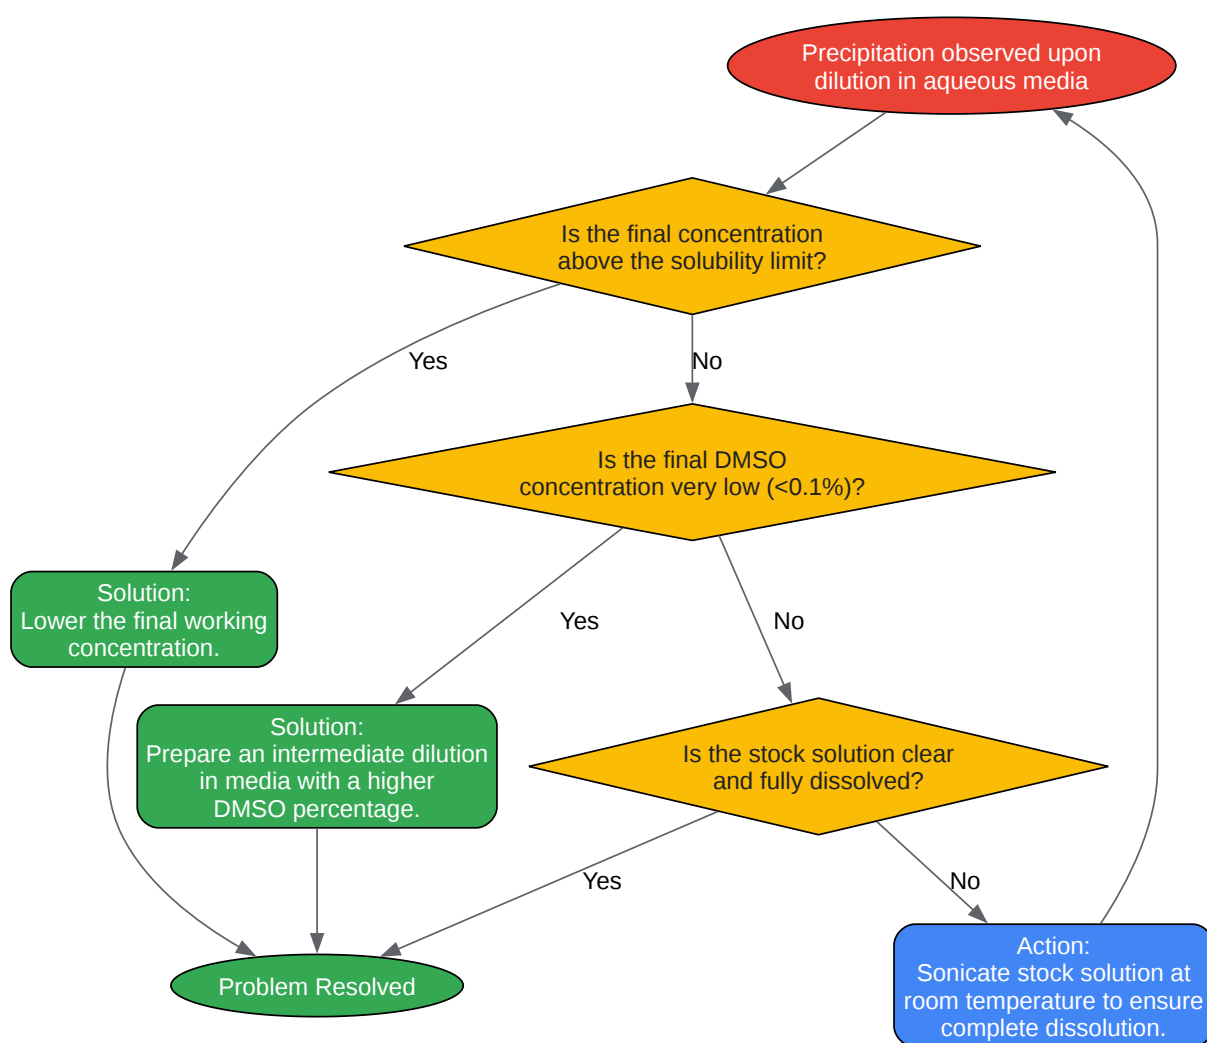 Precipitation observed upon
dilution in aqueous media
Is the final concentration
above the solubility limit?
Yes
No
Is the final DMSO
concentration very low (<0.1%)?
Solution:
Lower the final working
concentration.
Yes
No
Solution:
Prepare an intermediate dilution
in media with a higher
DMSO percentage.
Is the stock solution clear
and fully dissolved?
Yes
No
Problem Resolved
Action:
Sonicate stock solution at
room temperature to ensure
complete dissolution.